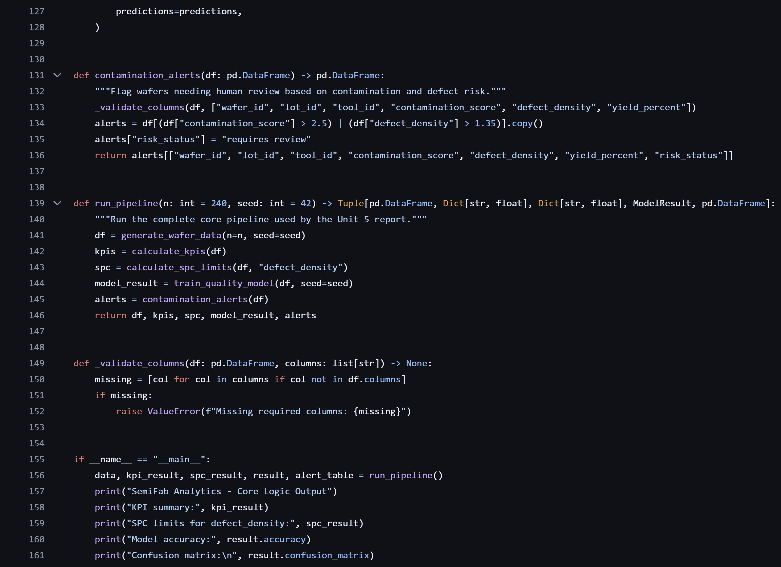 127 predictions=predictions,
128 )
129
130
131 def contamination_alerts(df: pd.DataFrame) -> pd.DataFrame:
132 """Flag wafers needing human review based on contamination and defect risk."""
133 _validate_columns(df, ["wafer_id", "lot_id", "tool_id", "contamination_score", "defect_density", "yield_percent"])
134 alerts = df[(df["contamination_score"] > 2.5) | (df["defect_density"] > 1.35)].copy()
135 alerts["risk_status"] = "requires review"
136 return alerts[["wafer_id", "lot_id", "tool_id", "contamination_score", "defect_density", "yield_percent", "risk_status"]]
137
138
139 def run_pipeline(n: int = 240, seed: int = 42) -> Tuple[pd.DataFrame, Dict[str, float], Dict[str, float], ModelResult, pd.DataFrame]:
140 """Run the complete core pipeline used by the Unit 5 report."""
141 df = generate_wafer_data(n=n, seed=seed)
142 kpis = calculate_kpis(df)
143 spc = calculate_spc_limits(df, "defect_density")
144 model_result = train_quality_model(df, seed=seed)
145 alerts = contamination_alerts(df)
146 return df, kpis, spc, model_result, alerts
147
148
149 def _validate_columns(df: pd.DataFrame, columns: list[str]) -> None:
150 missing = [col for col in columns if col not in df.columns]
151 if missing:
152 raise ValueError(f"Missing required columns: {missing}")
153
154
155 if __name__ == "__main__":
156 data, kpi_result, spc_result, result, alert_table = run_pipeline()
157 print("SemiFab Analytics - Core Logic Output")
158 print("KPI summary:", kpi_result)
159 print("SPC limits for defect_density:", spc_result)
160 print("Model accuracy:", result.accuracy)
161 print("Confusion matrix:\n", result.confusion_matrix)